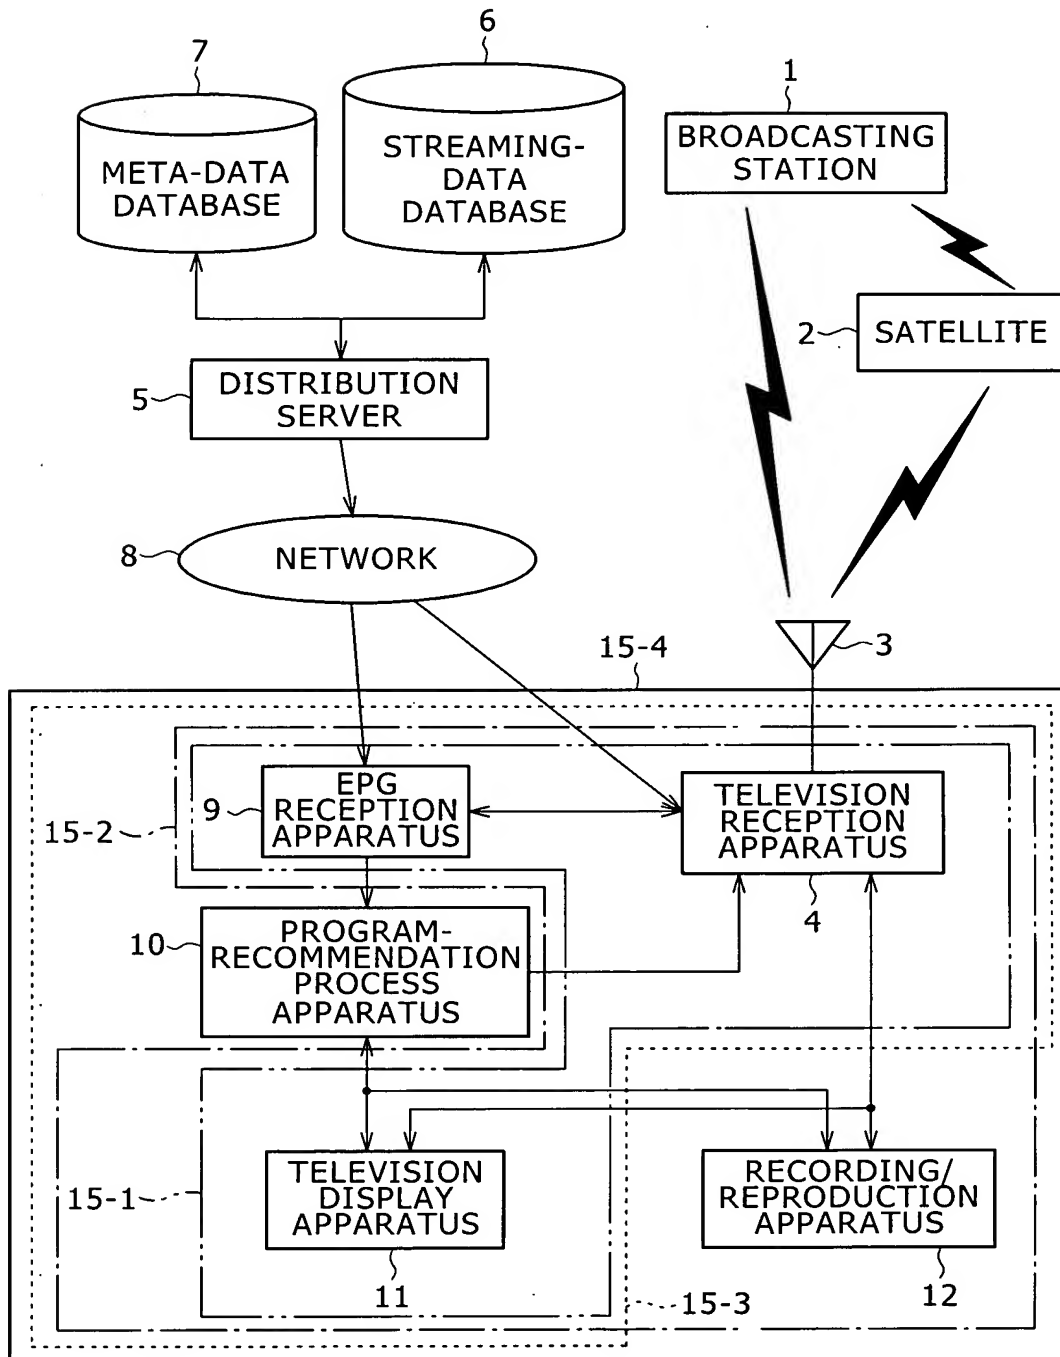 6
7
1
BROADCASTING
STATION
STREAMING-
DATA
DATABASE
META-DATA
DATABASE
2
SATELLITE
5
DISTRIBUTION
SERVER
8
NETWORK
3
15-4
9
EPG
RECEPTION
APPARATUS
TELEVISION
RECEPTION
APPARATUS
15-2
4
10
PROGRAM-
RECOMMENDATION
PROCESS
APPARATUS
15-1
TELEVISION
DISPLAY
APPARATUS
RECORDING/
REPRODUCTION
APPARATUS
11
15-3
12